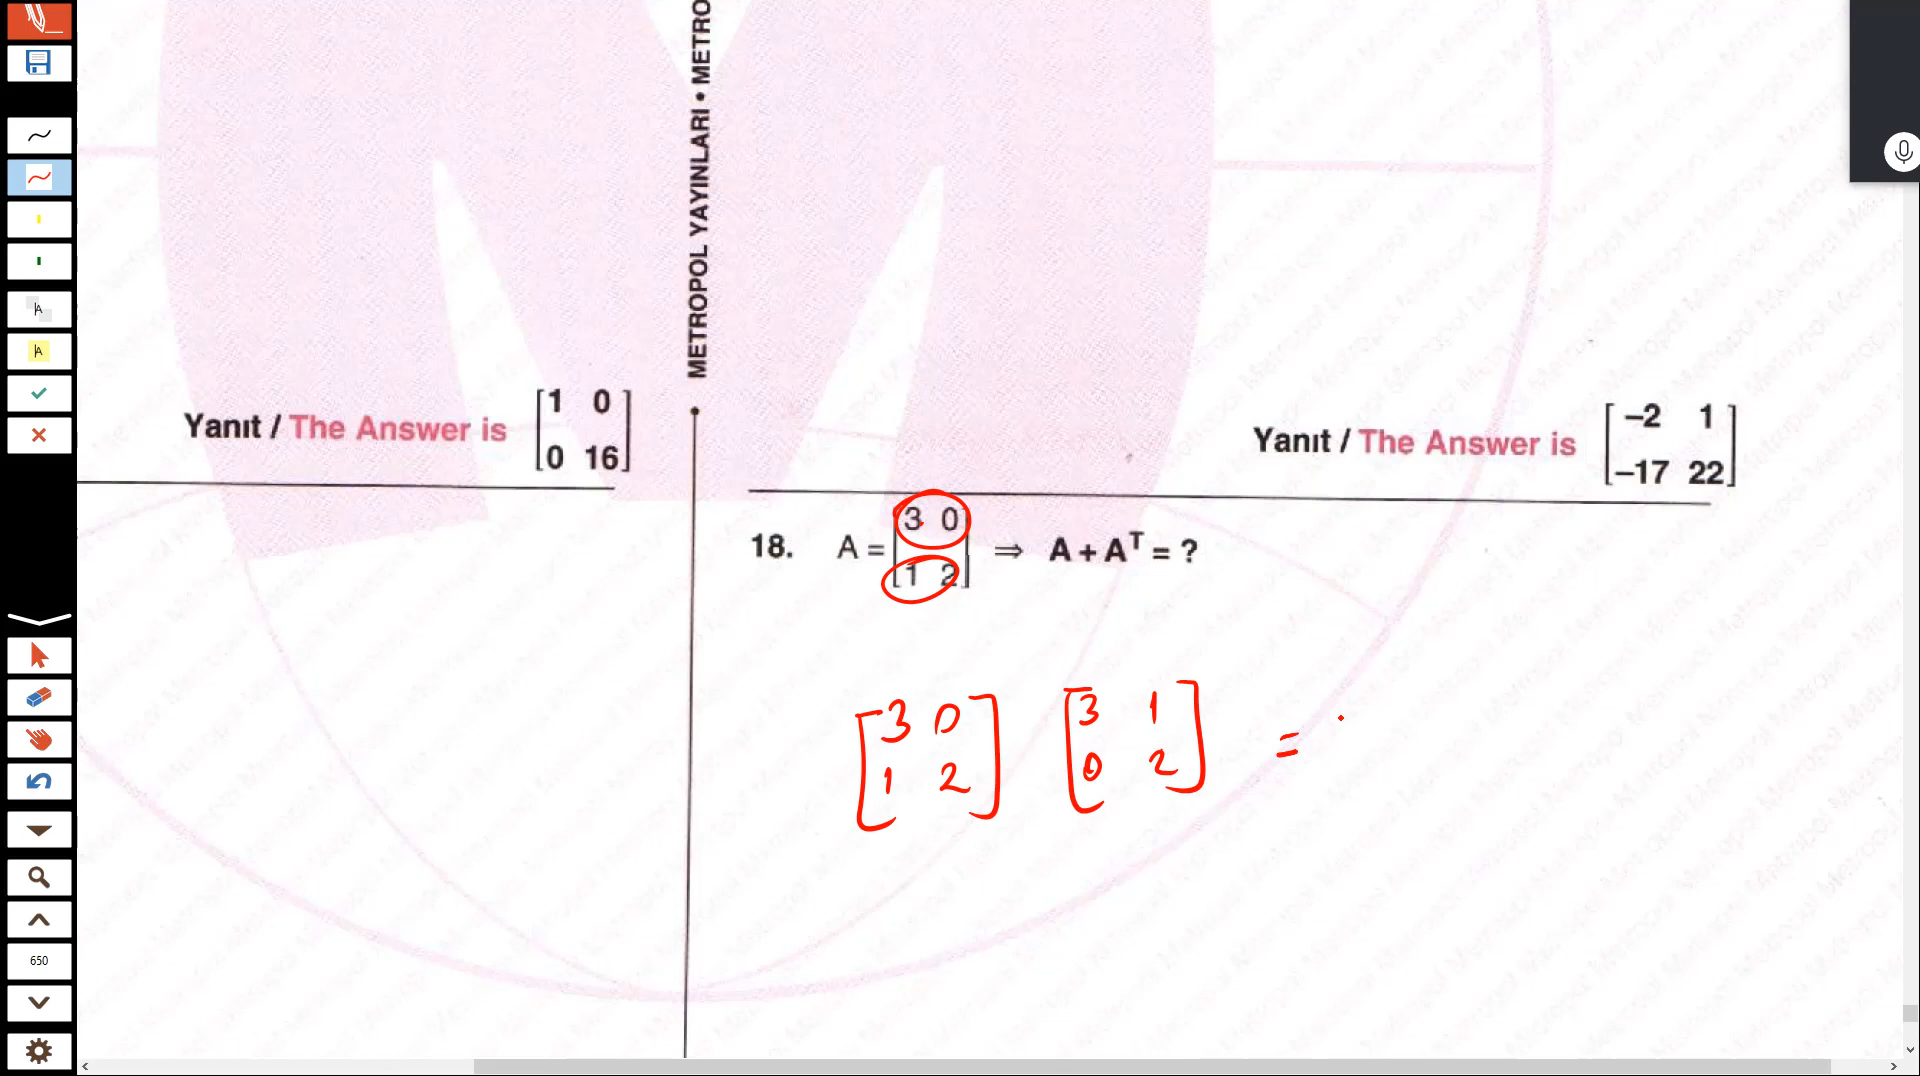 METROPOL YAYINLARI • METRO
Yanıt / The Answer is [1 0
0 16]
Yanıt / The Answer is [-2 1
-17 22]
18. A = [3 0
1 2] ⇒ A + Aᵀ = ?
[3 0
1 2] [3 1
0 2] =
650